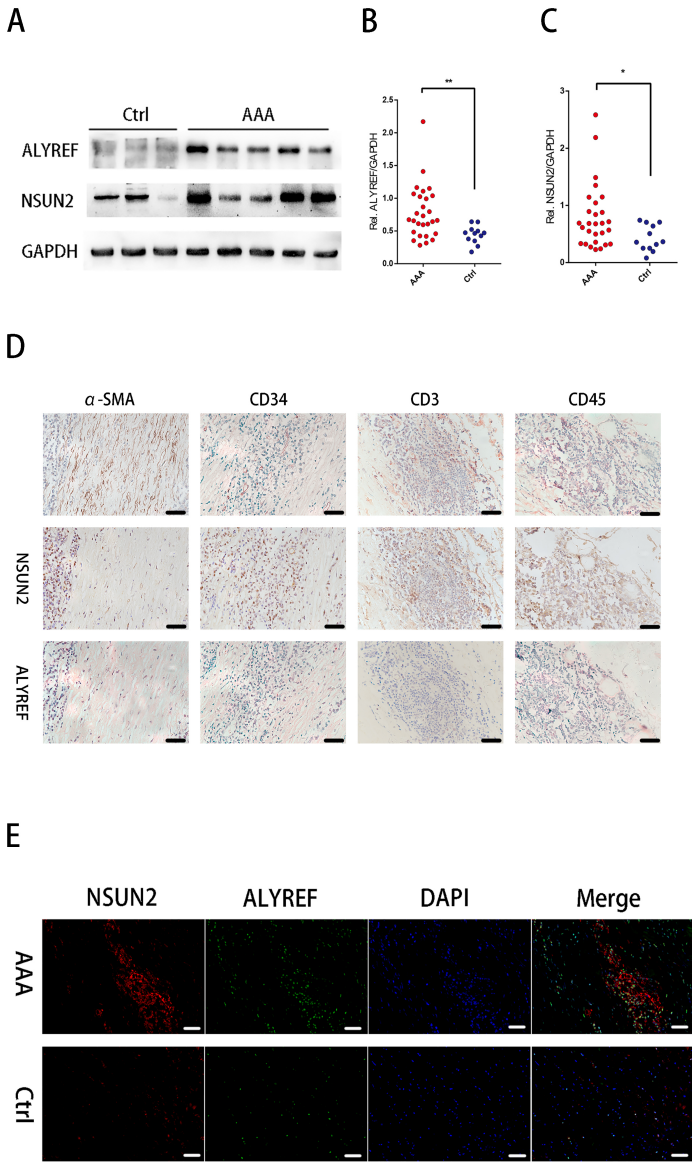 A
B
C
Ctrl
AAA
ALYREF
NSUN2
GAPDH
**
2.5
2.0
1.5
1.0
0.5
0.0
Rel. ALYREF/GAPDH
AAA
Ctrl
*
3
2
1
0
Rel. NSUN2/GAPDH
AAA
Ctrl
D
α-SMA
CD34
CD3
CD45
NSUN2
ALYREF
E
NSUN2
ALYREF
DAPI
Merge
AAA
Ctrl